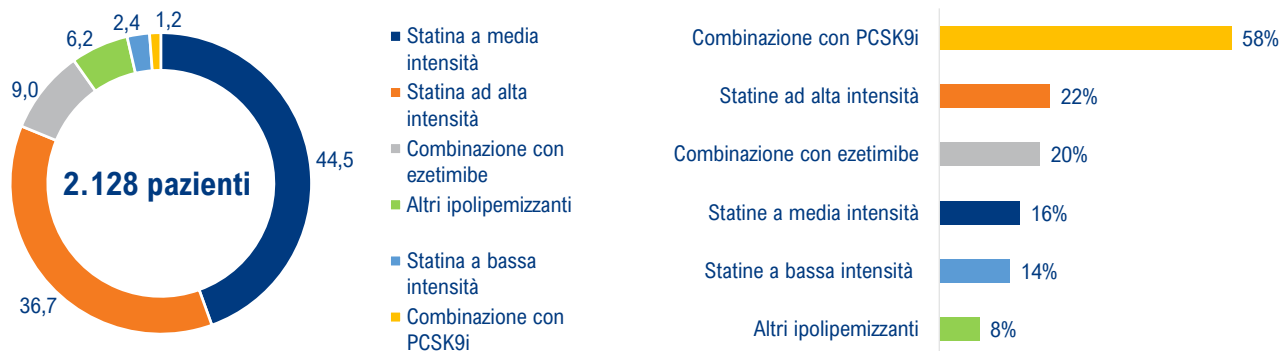 1,2
2,4
6,2
9,0
44,5
36,7
2.128 pazienti
Statina a media
intensità
Statina ad alta
intensità
Combinazione con
ezetimibe
Altri ipolipemizzanti
Statina a bassa
intensità
Combinazione con
PCSK9i
Combinazione con PCSK9i 58%
Statine ad alta intensità 22%
Combinazione con ezetimibe 20%
Statine a media intensità 16%
Statine a bassa intensità 14%
Altri ipolipemizzanti 8%